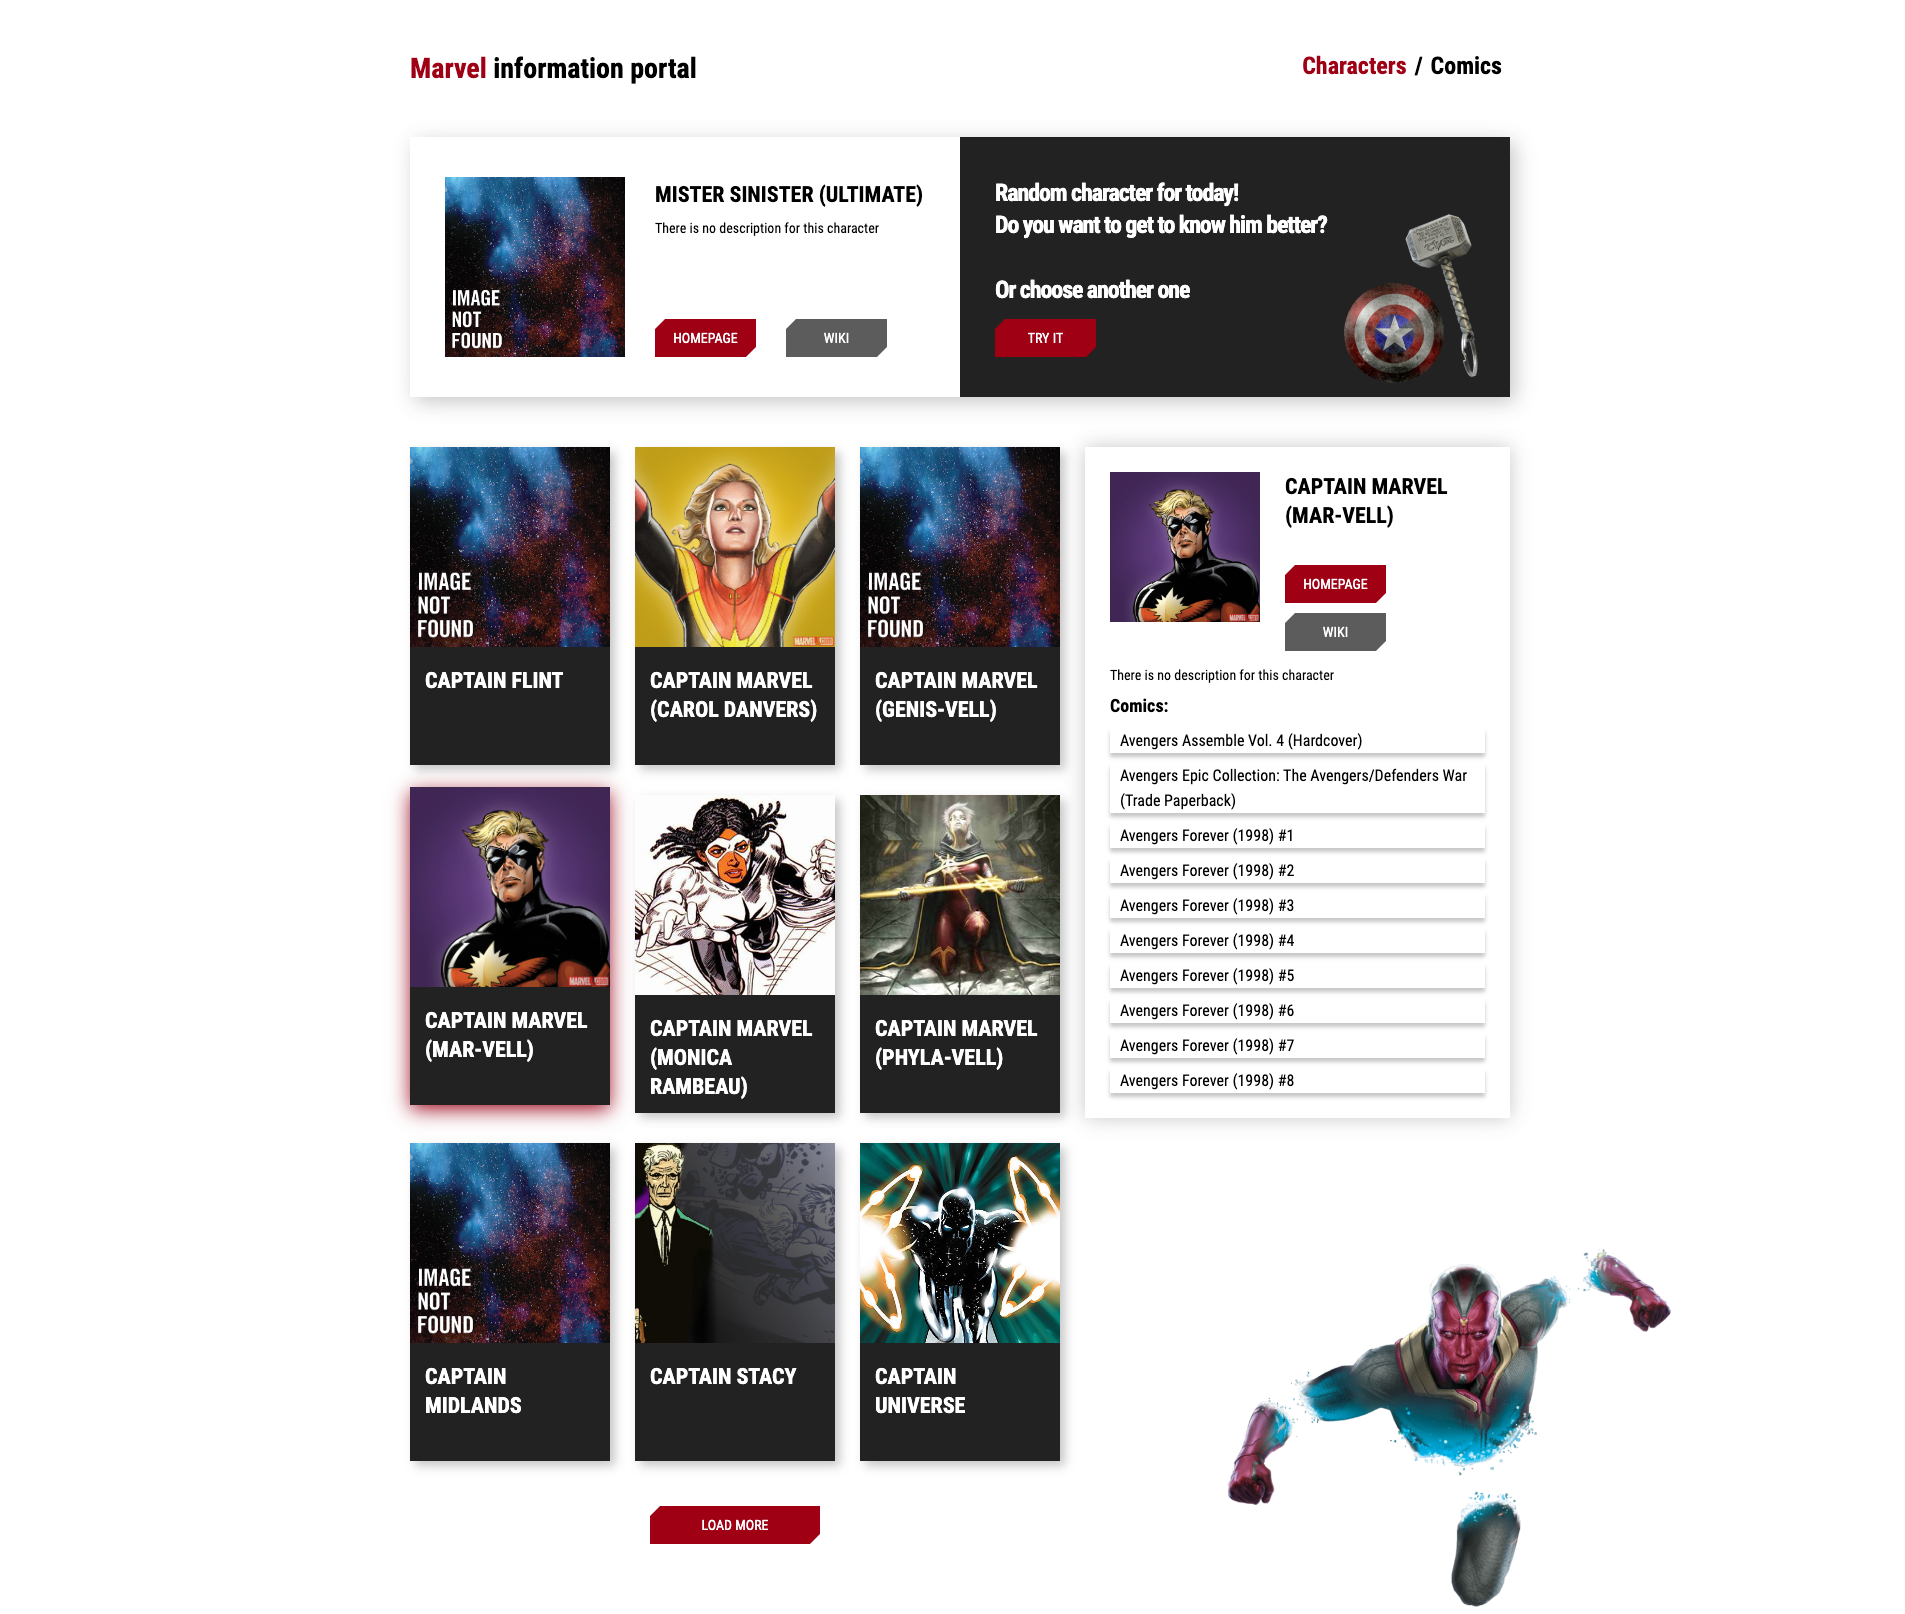 Marvel information portal
Characters / Comics
MISTER SINISTER (ULTIMATE)
There is no description for this character
IMAGE
NOT
FOUND
HOMEPAGE
WIKI
Random character for today!
Do you want to get to know him better?
Or choose another one
TRY IT
IMAGE
NOT
FOUND
CAPTAIN FLINT
MARVEL
CAPTAIN MARVEL
(CAROL DANVERS)
IMAGE
NOT
FOUND
CAPTAIN MARVEL
(GENIS-VELL)
MARVEL
CAPTAIN MARVEL
(MAR-VELL)
CAPTAIN MARVEL
(MONICA
RAMBEAU)
CAPTAIN MARVEL
(PHYLA-VELL)
IMAGE
NOT
FOUND
CAPTAIN
MIDLANDS
CAPTAIN STACY
CAPTAIN
UNIVERSE
LOAD MORE
MARVEL
CAPTAIN MARVEL
(MAR-VELL)
HOMEPAGE
WIKI
There is no description for this character
Comics:
Avengers Assemble Vol. 4 (Hardcover)
Avengers Epic Collection: The Avengers/Defenders War
(Trade Paperback)
Avengers Forever (1998) #1
Avengers Forever (1998) #2
Avengers Forever (1998) #3
Avengers Forever (1998) #4
Avengers Forever (1998) #5
Avengers Forever (1998) #6
Avengers Forever (1998) #7
Avengers Forever (1998) #8